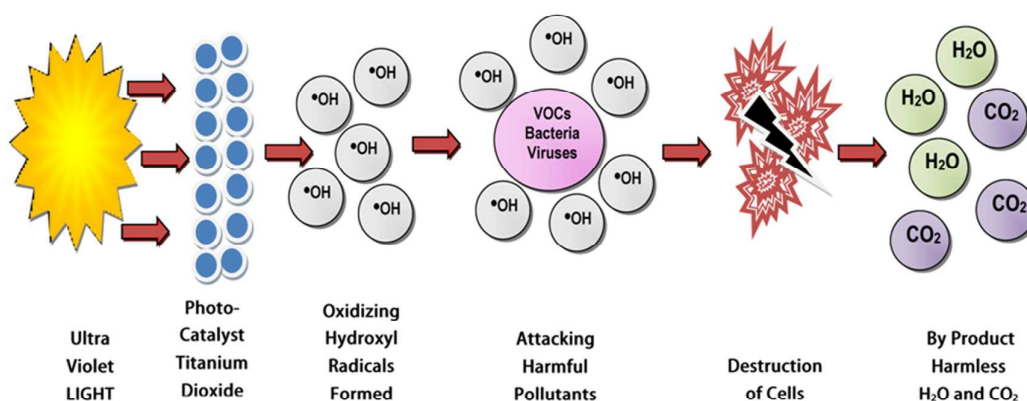 •OH
•OH
•OH
•OH
•OH
•OH
•OH
•OH
•OH
•OH
•OH
•OH
VOCs
Bacteria
Viruses
H₂O
H₂O
CO₂
H₂O
CO₂
CO₂
Ultra
Violet
LIGHT
Photo-
Catalyst
Titanium
Dioxide
Oxidizing
Hydroxyl
Radicals
Formed
Attacking
Harmful
Pollutants
Destruction
of Cells
By Product
Harmless
H₂O and CO₂